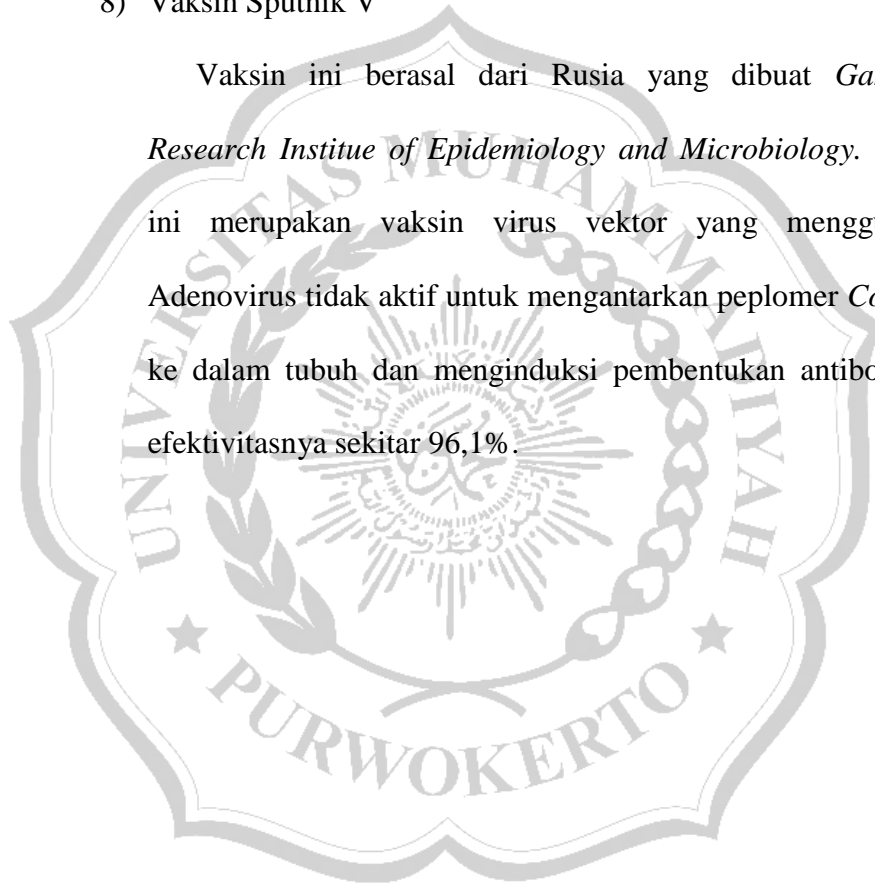 8) Vaksin Sputnik V
Vaksin ini berasal dari Rusia yang dibuat
Research Institue of Epidemiology and Microbiology.
ini merupakan vaksin virus vektor yang
Adenovirus tidak aktif untuk mengantarkan peplomer
ke dalam tubuh dan menginduksi pembentukan
efektivitasnya sekitar 96,1%.
UNIVERSITAS MUHAMMADIYAH
PURWOKERTO